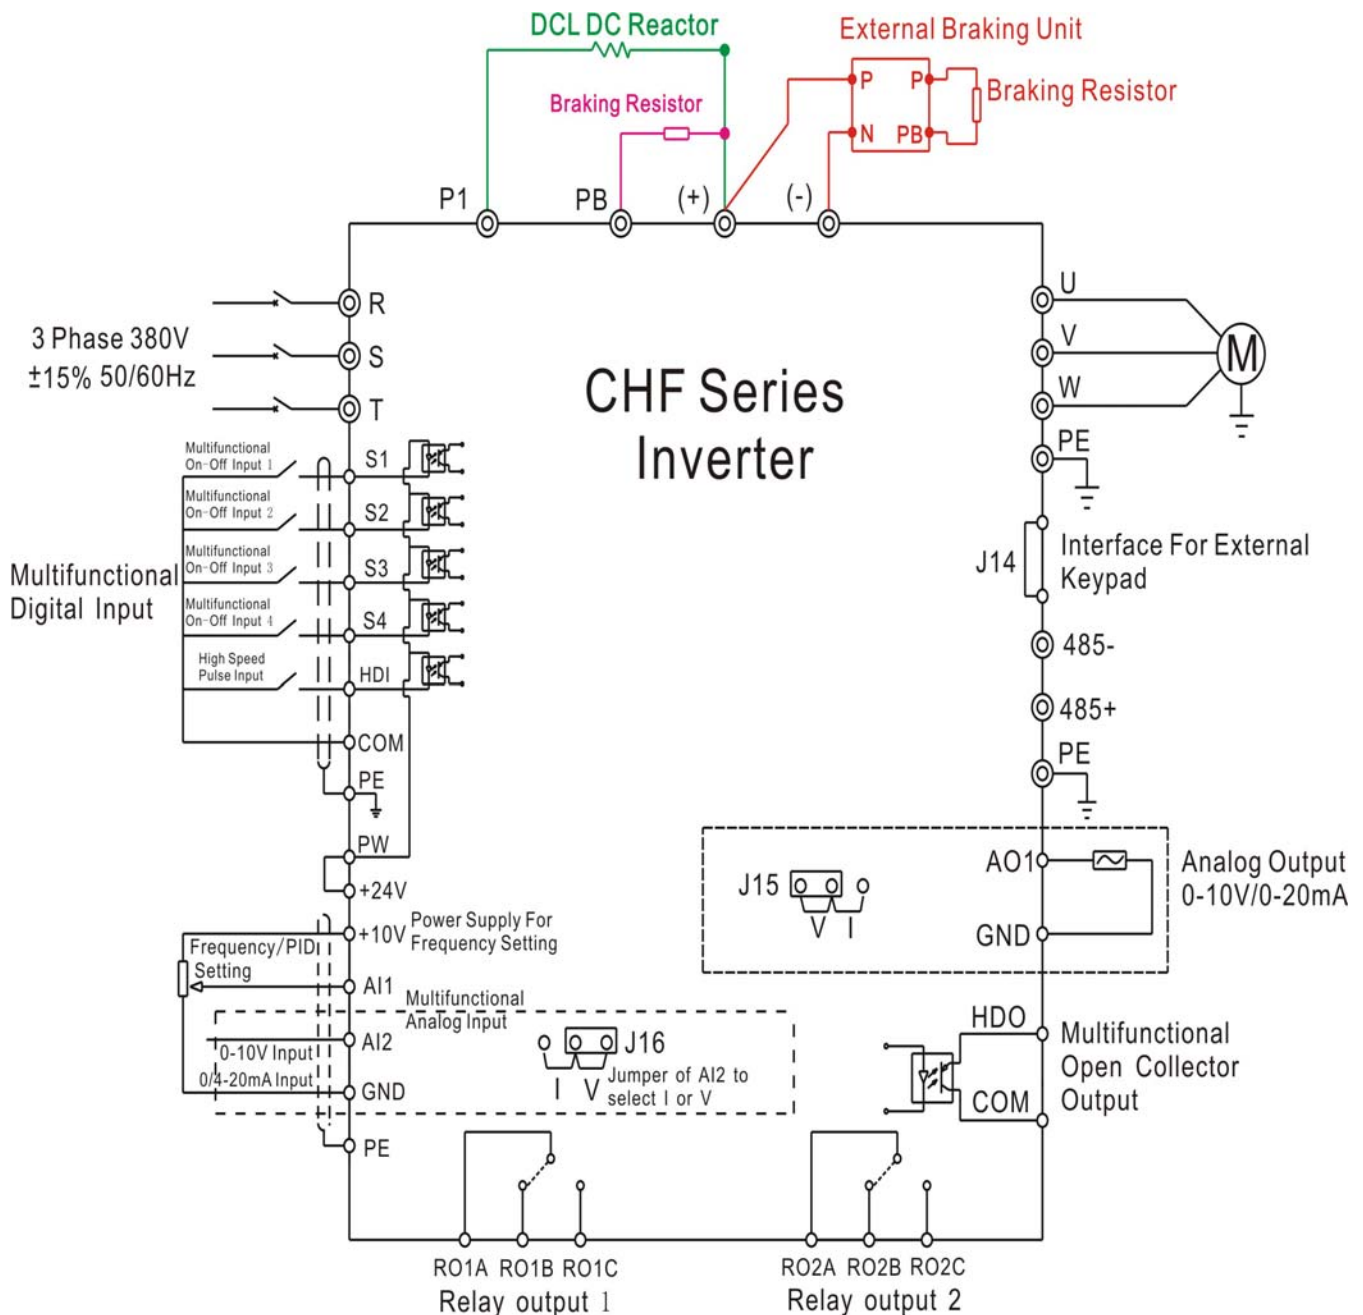 DCL DC Reactor
External Braking Unit
Braking Resistor
P
P
Braking Resistor
N
PB
P1
PB
(+)
(-)
R
S
T
3 Phase 380V
±15% 50/60Hz
CHF Series
Inverter
U
V
W
M
PE
Multifunctional
On-Off Input 1
S1
Multifunctional
On-Off Input 2
S2
Multifunctional
On-Off Input 3
S3
Multifunctional
On-Off Input 4
S4
High Speed
Pulse Input
HDI
Multifunctional
Digital Input
COM
PE
PW
+24V
J14
Interface For External
Keypad
485-
485+
PE
+10V
Power Supply For
Frequency Setting
Frequency/PID
Setting
AI1
Multifunctional
Analog Input
AI2
0-10V Input
0/4-20mA Input
GND
PE
J16
I
V
Jumper of AI2 to
select I or V
J15
V
I
AO1
GND
Analog Output
0-10V/0-20mA
HDO
COM
Multifunctional
Open Collector
Output
RO1A RO1B RO1C
Relay output 1
RO2A RO2B RO2C
Relay output 2